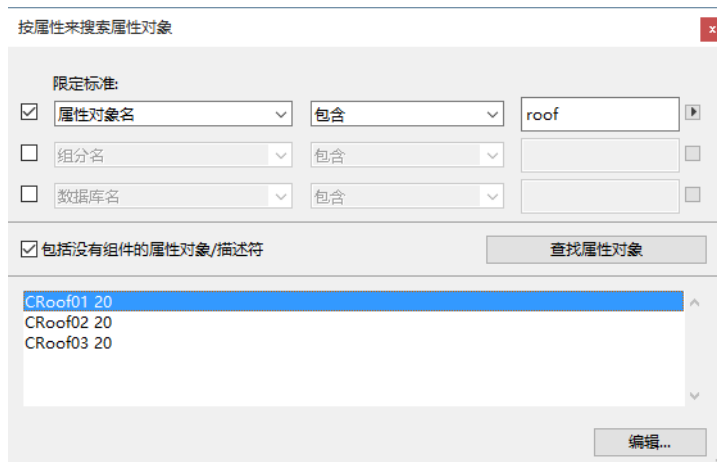 按属性来搜索属性对象
x
限定标准:
属性对象名 包含 roof
组分名 包含
数据库名 包含
包括没有组件的属性对象/描述符 查找属性对象
CRoof01 20
CRoof02 20
CRoof03 20
编辑...